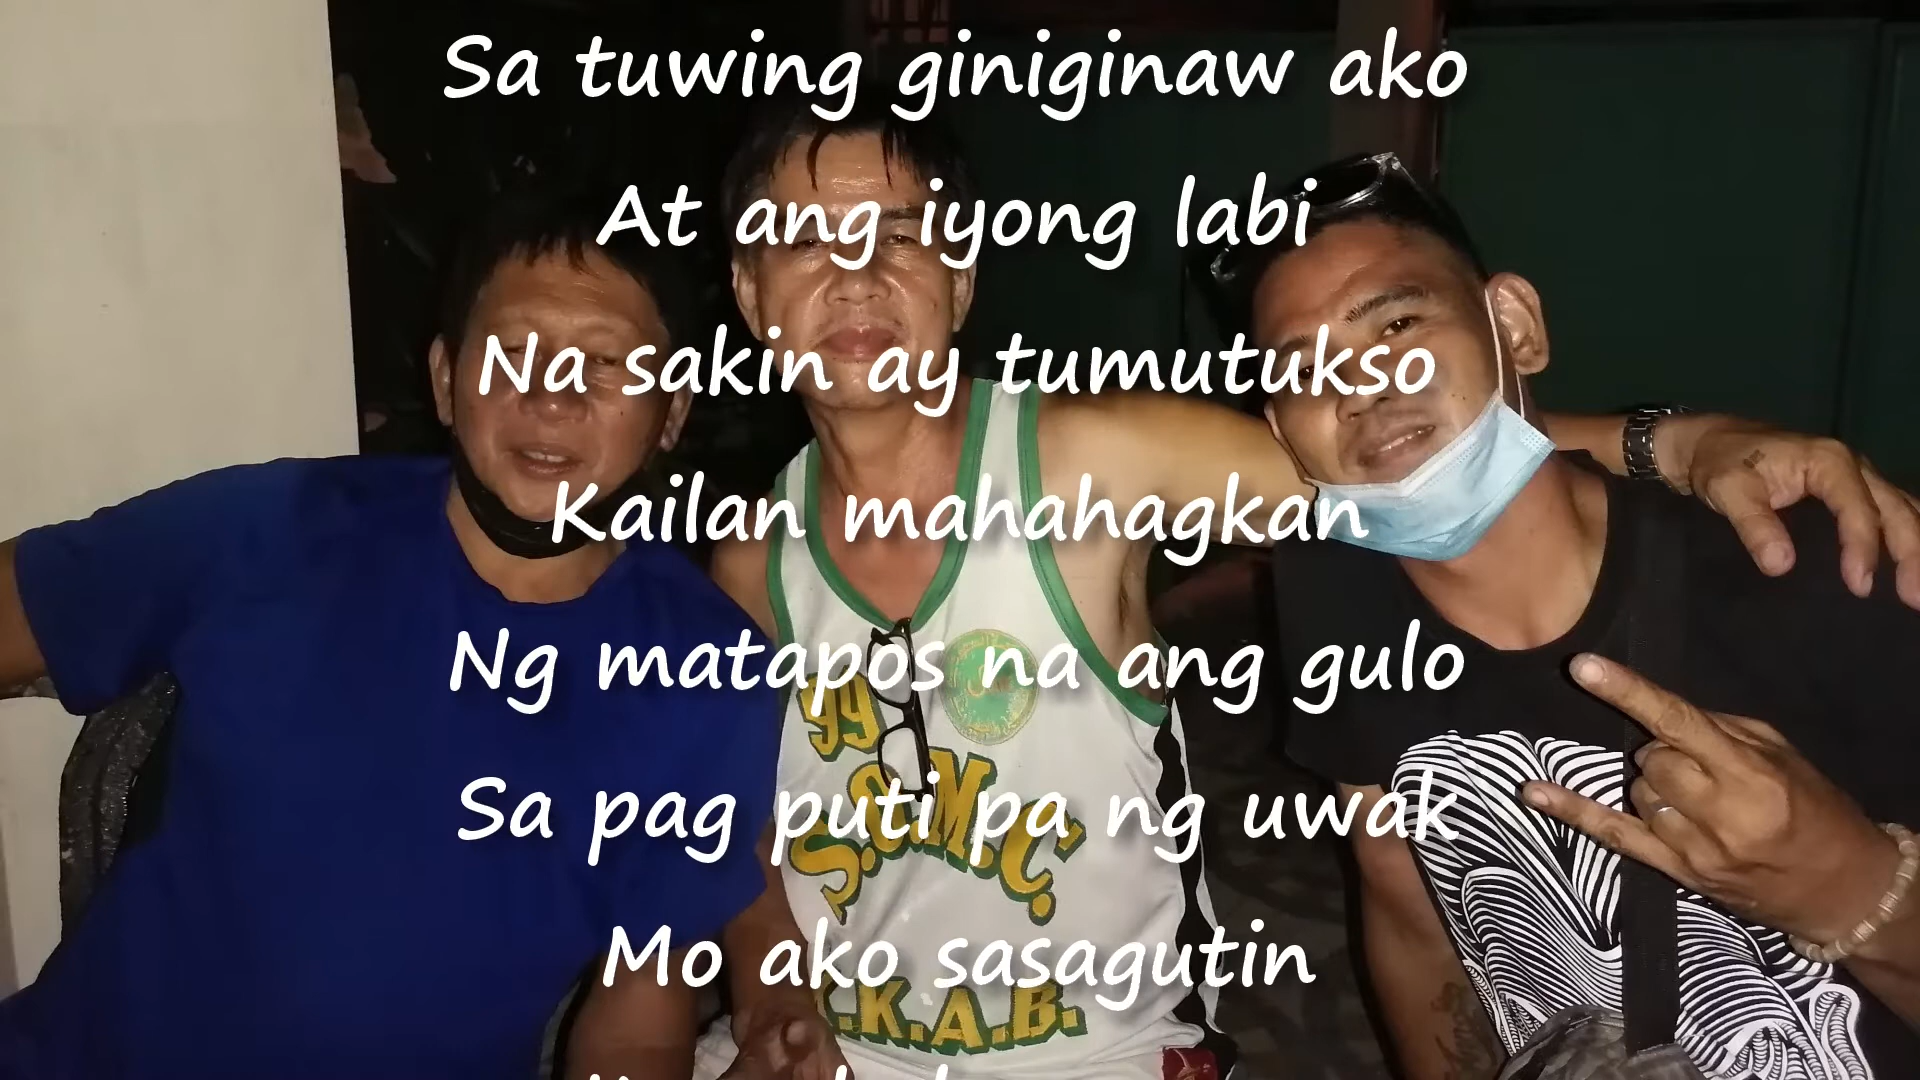 Sa tuwing giniginaw ako
At ang iyong labi
Na sakin ay tumutukso
Kailan mahahagkan
Ng matapos na ang gulo
Sa pag puti pa ng uwak
Mo ako sasagutin
99
S.O.M.C.
K.K.A.B.